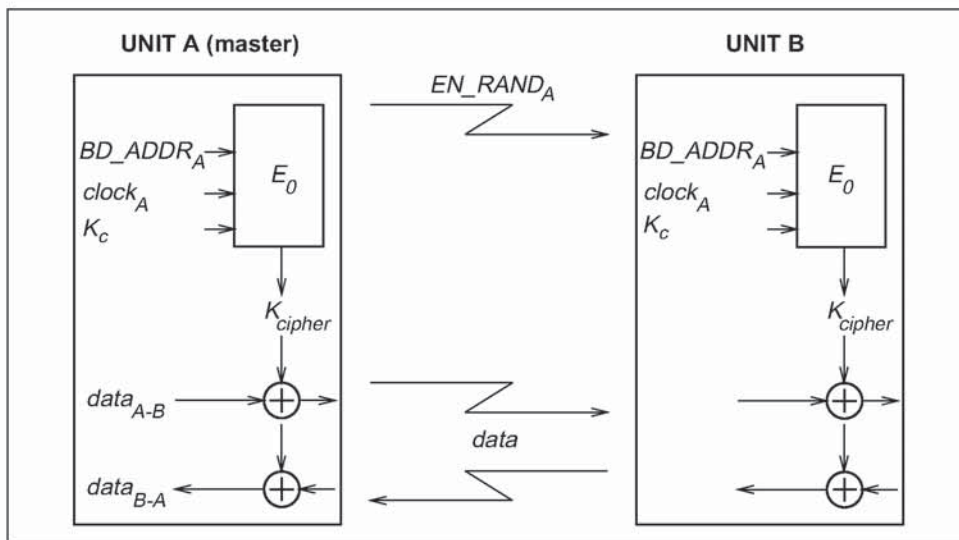 UNIT A (master)
UNIT B
EN_RAND_A
BD_ADDR_A
clock_A
K_c
E_0
BD_ADDR_A
clock_A
K_c
E_0
K_cipher
K_cipher
data_A-B
data
data_B-A